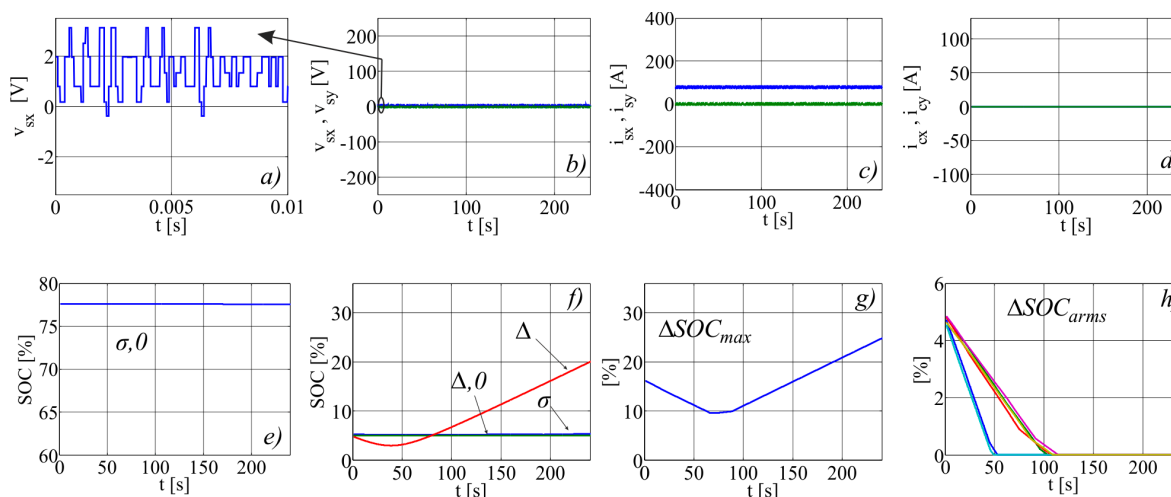 2
0
-2
v_sx [V]
0
0.005
0.01
t [s]
a)
200
100
0
-100
-200
v_sx , v_sy [V]
0
100
200
t [s]
b)
400
200
0
-200
-400
i_sx , i_sy [A]
0
100
200
t [s]
c)
100
50
0
-50
-100
i_cx , i_cy [A]
0
100
200
t [s]
d
80
75
70
65
60
SOC [%]
σ,0
0
50
100
150
200
t [s]
e)
30
20
10
0
SOC [%]
Δ
Δ,0
σ
0
50
100
150
200
t [s]
f)
30
20
10
0
[%]
ΔSOC_max
0
50
100
150
200
t [s]
g)
6
4
2
0
[%]
ΔSOC_arms
0
50
100
150
200
t [s]
h